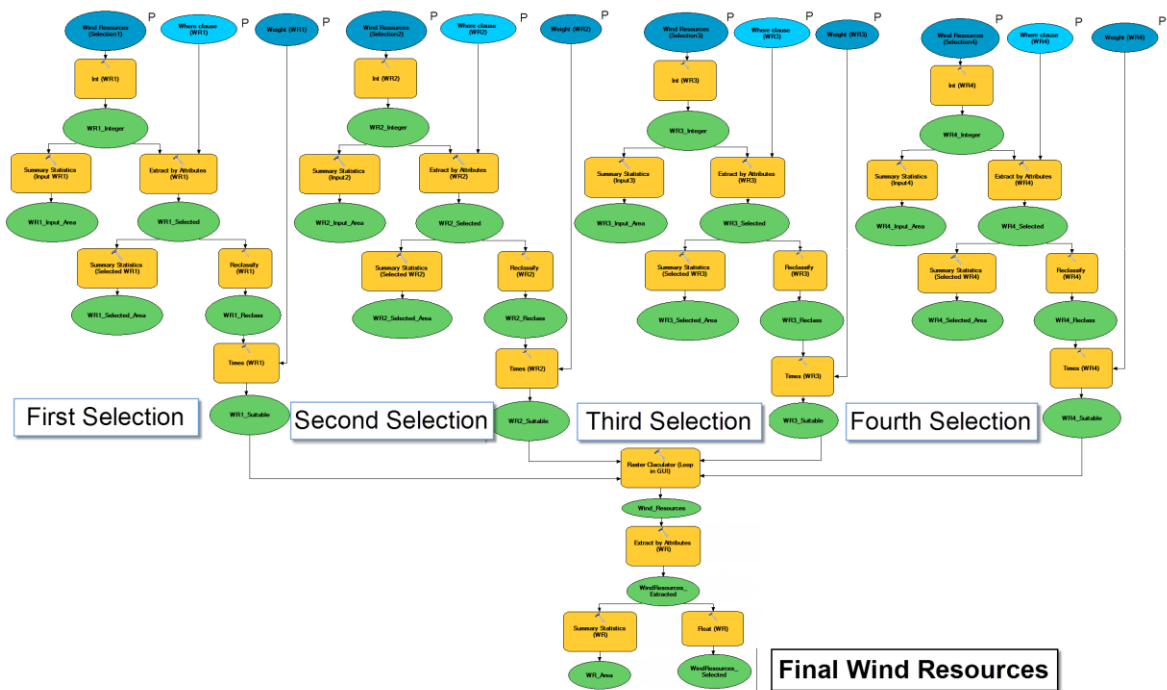 Wind Resources
(Selection1)
P
Where clause
(WR1)
P
Weight (WR1)
P
Int (WR1)
WR1_Integer
Summary Statistics
(Input WR1)
Extract by Attributes
(WR1)
WR1_Input_Area
WR1_Selected
Summary Statistics
(Selected WR1)
Reclassify
(WR1)
WR1_Selected_Area
WR1_Reclass
Times (WR1)
WR1_Suitable
First Selection
Wind Resources
(Selection2)
P
Where clause
(WR2)
P
Weight (WR2)
P
Int (WR2)
WR2_Integer
Summary Statistics
(Input2)
Extract by Attributes
(WR2)
WR2_Input_Area
WR2_Selected
Summary Statistics
(Selected WR2)
Reclassify
(WR2)
WR2_Selected_Area
WR2_Reclass
Times (WR2)
WR2_Suitable
Second Selection
Wind Resources
(Selection3)
P
Where clause
(WR3)
P
Weight (WR3)
P
Int (WR3)
WR3_Integer
Summary Statistics
(Input3)
Extract by Attributes
(WR3)
WR3_Input_Area
WR3_Selected
Summary Statistics
(Selected WR3)
Reclassify
(WR3)
WR3_Selected_Area
WR3_Reclass
Times (WR3)
WR3_Suitable
Third Selection
Wind Resources
(Selection4)
P
Where clause
(WR4)
P
Weight (WR4)
P
Int (WR4)
WR4_Integer
Summary Statistics
(Input4)
Extract by Attributes
(WR4)
WR4_Input_Area
WR4_Selected
Summary Statistics
(Selected WR4)
Reclassify
(WR4)
WR4_Selected_Area
WR4_Reclass
Times (WR4)
WR4_Suitable
Fourth Selection
Raster Claculater (Loop
in GUI)
Wind_Resources
Extract by Attributes
(WR)
WindResources_
Extracted
Summary Statistics
(WR)
Float (WR)
WR_Area
WindResources_
Selected
Final Wind Resources